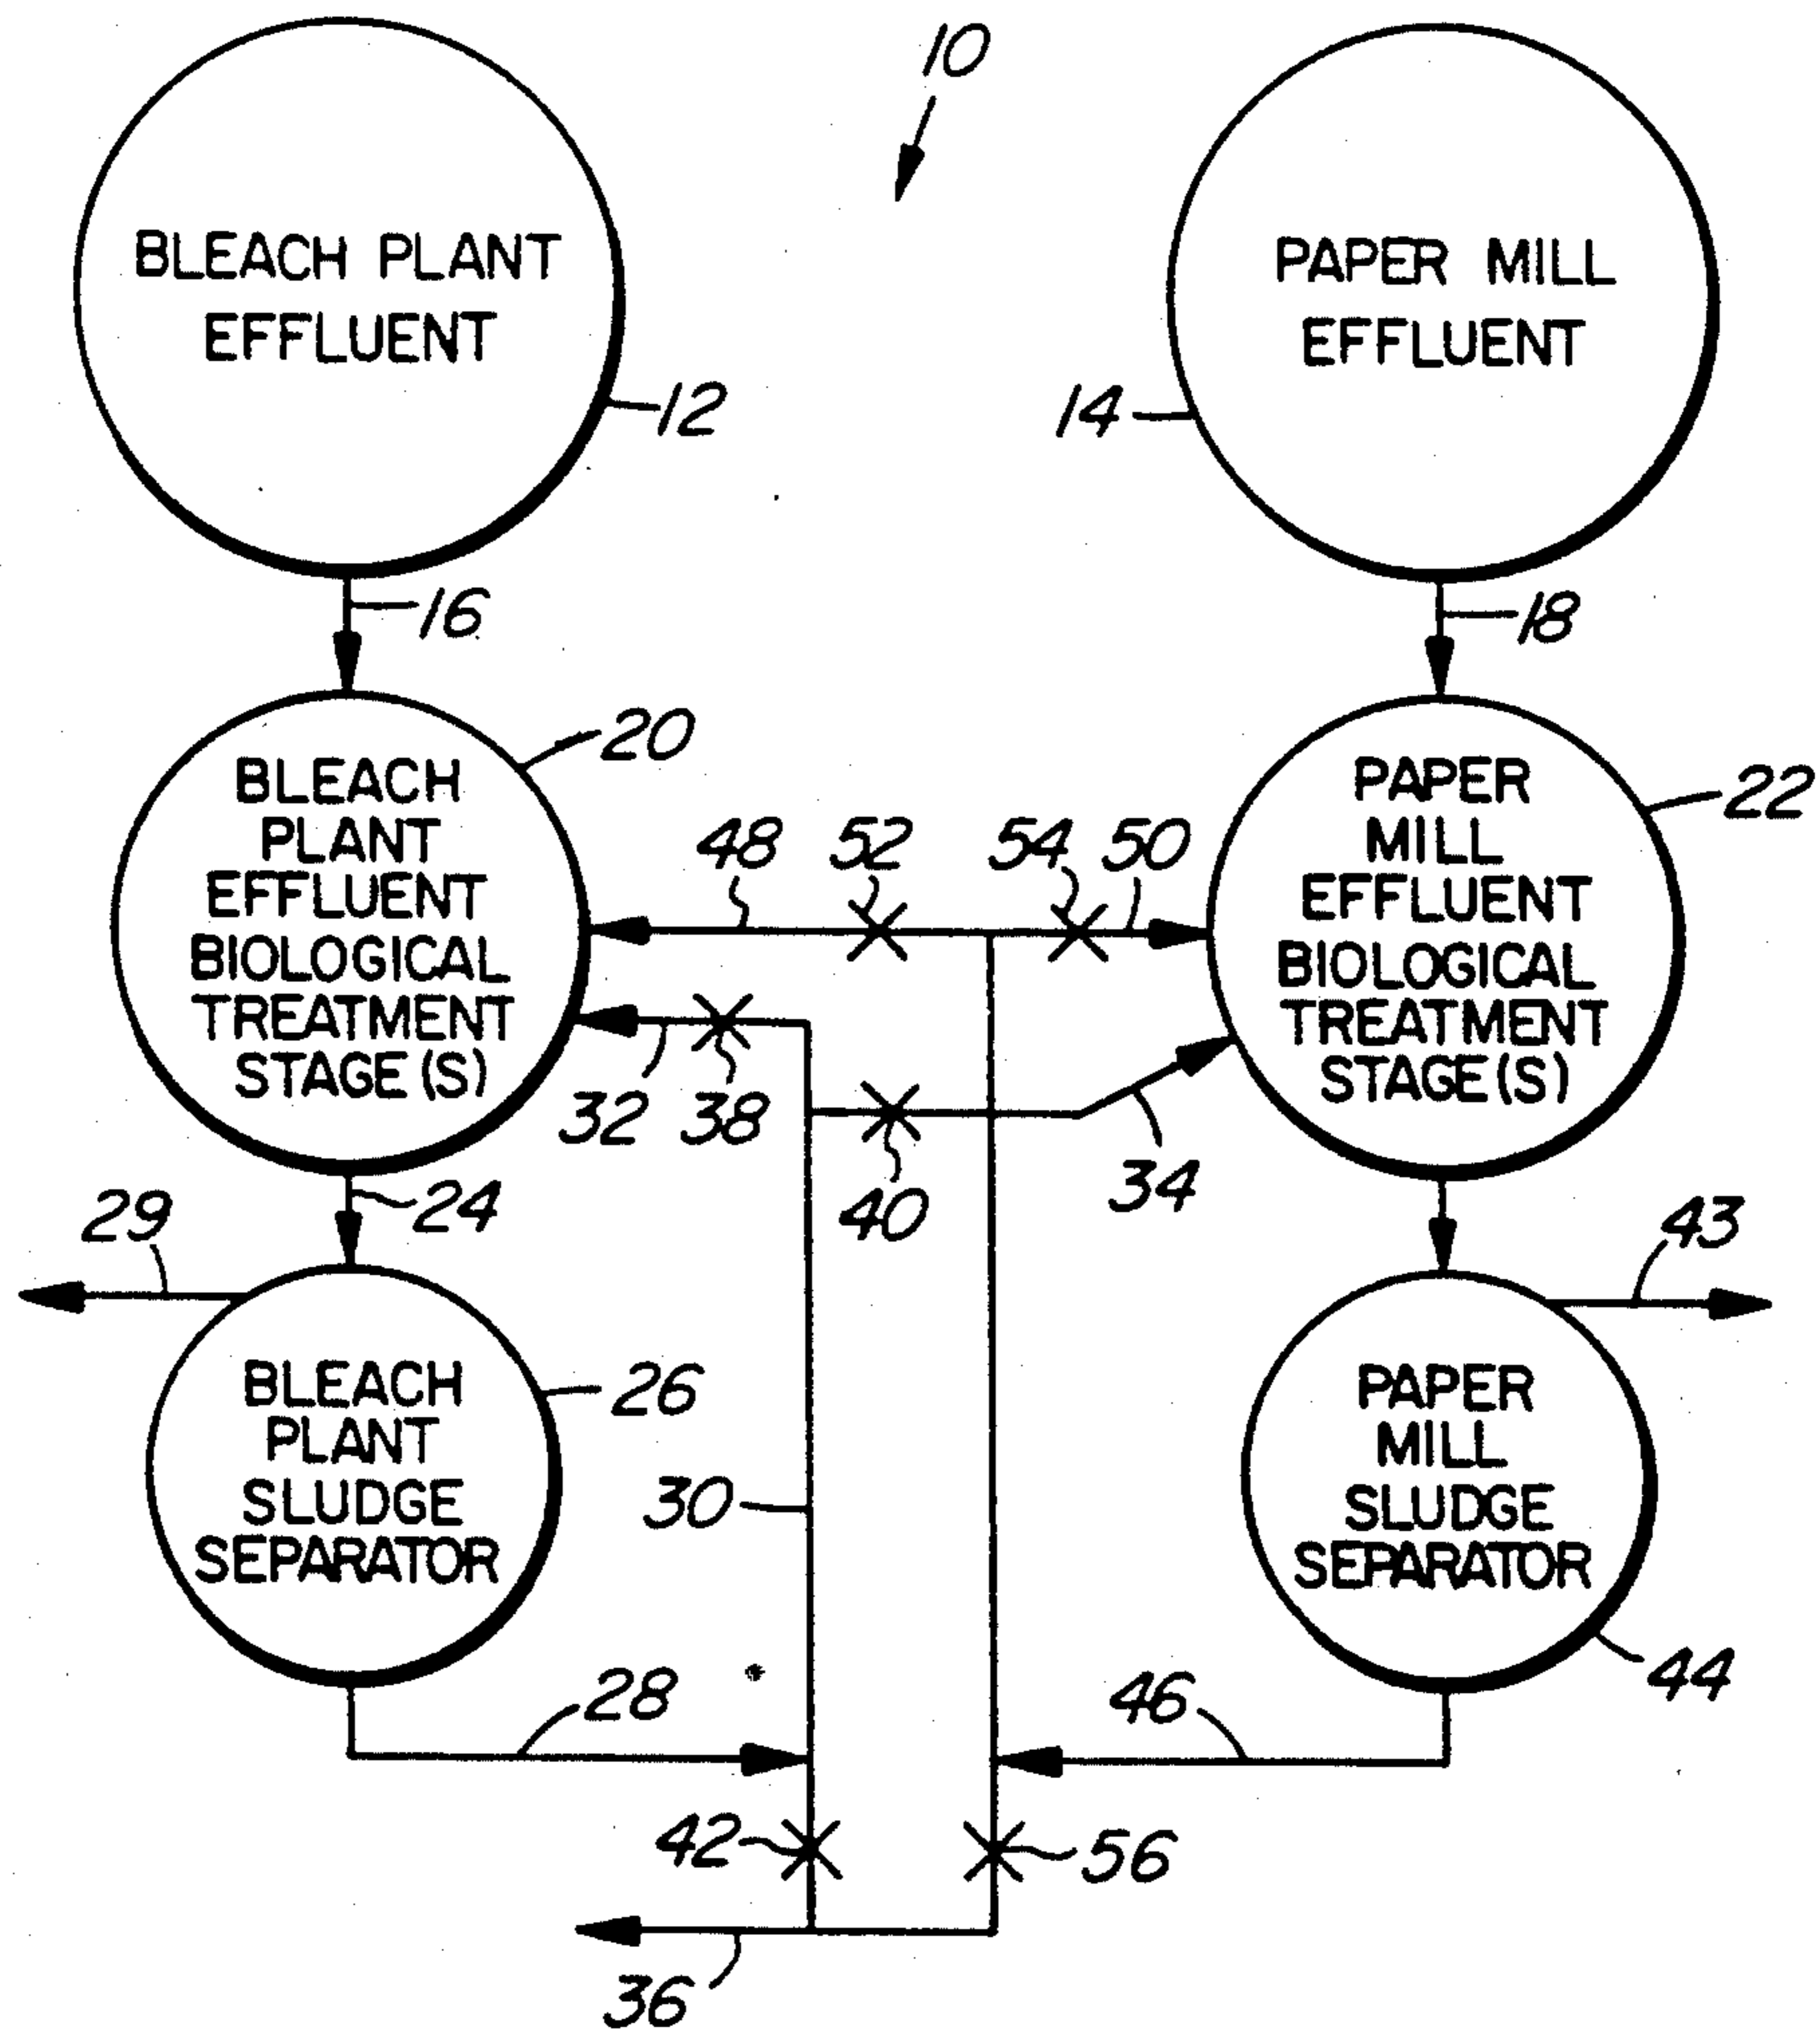 10
BLEACH PLANT
EFFLUENT
12
PAPER MILL
EFFLUENT
14
16
18
BLEACH
PLANT
EFFLUENT
BIOLOGICAL
TREATMENT
STAGE(S)
20
PAPER
MILL
EFFLUENT
BIOLOGICAL
TREATMENT
STAGE(S)
22
48
52
54
50
32
38
40
34
24
29
43
BLEACH
PLANT
SLUDGE
SEPARATOR
26
30
PAPER
MILL
SLUDGE
SEPARATOR
44
28
46
42
56
36